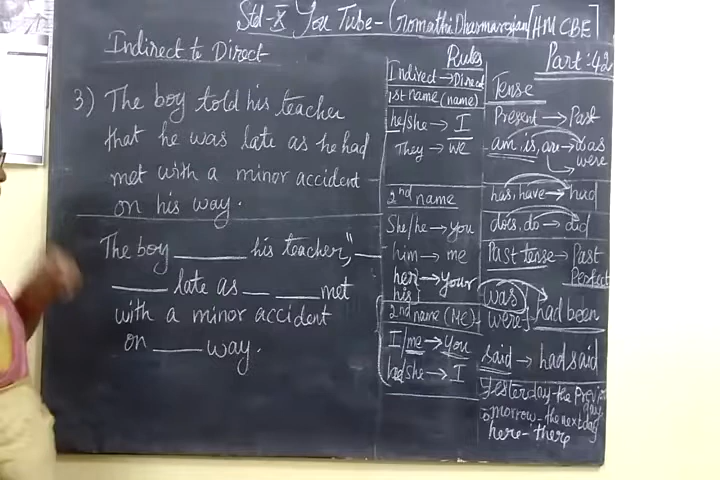 Std-X You Tube - Gomathi Dharmarajan [HM CBE]
Indirect to Direct
Part: 42
3) The boy told his teacher
that he was late as he had
met with a minor accident
on his way.
The boy ______ his teacher," __
____ late as __ ____ met
with a minor accident
on ____ way.
Rules
Indirect → Direct
1st name (name)
he/she → I
They → we
2nd name
She/he → you
him → me
her → your
his
2nd name (ME)
I/me → you
he/she → I
Tense
Present → Past
am, is, are → was
were
has, have → had
does, do → did
Past tense → Past
Perfect
was
were
had been
said → had said
Yesterday - the previous
day
tomorrow - the next day
here - there